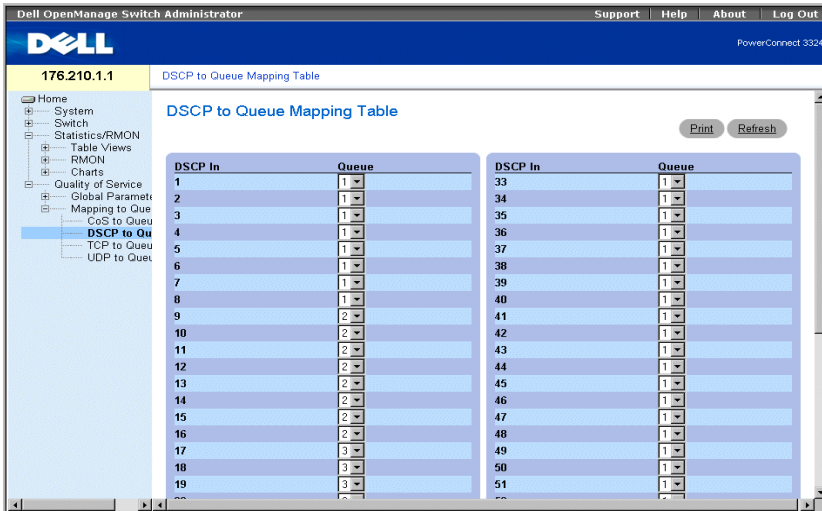 Dell OpenManage Switch Administrator
Support | Help | About | Log Out
DELL
PowerConnect 3324
176.210.1.1
DSCP to Queue Mapping Table
Home
System
Switch
Statistics/RMON
Table Views
RMON
Charts
Quality of Service
Global Paramete
Mapping to Que
CoS to Queu
DSCP to Qu
TCP to Queu
UDP to Queu
DSCP to Queue Mapping Table
Print Refresh
DSCP In Queue DSCP In Queue
1 1 33 1
2 1 34 1
3 1 35 1
4 1 36 1
5 1 37 1
6 1 38 1
7 1 39 1
8 1 40 1
9 2 41 1
10 2 42 1
11 2 43 1
12 2 44 1
13 2 45 1
14 2 46 1
15 2 47 1
16 2 48 1
17 3 49 1
18 3 50 1
19 3 51 1